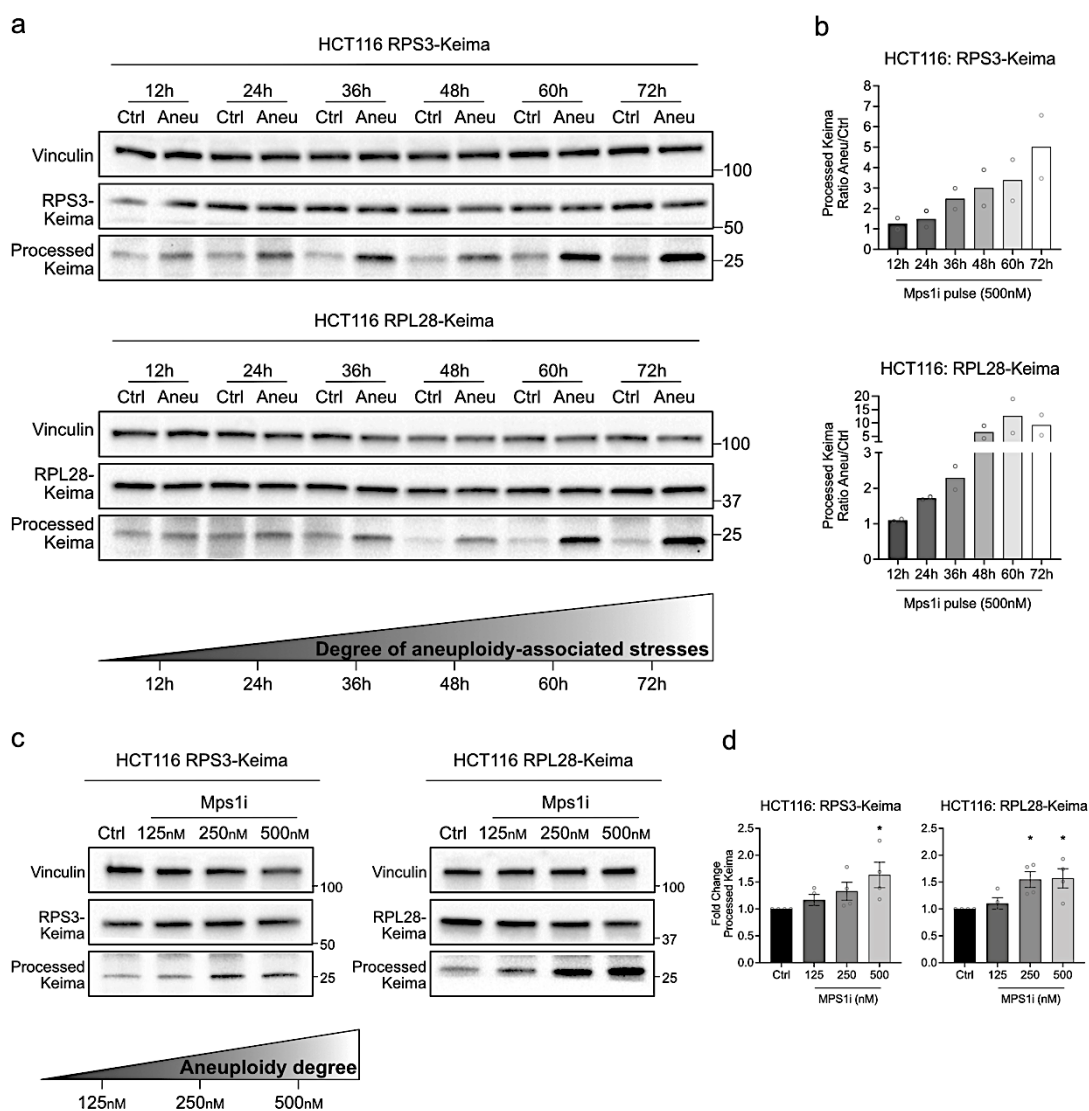 a
HCT116 RPS3-Keima
12h 24h 36h 48h 60h 72h
Ctrl Aneu Ctrl Aneu Ctrl Aneu Ctrl Aneu Ctrl Aneu Ctrl Aneu
Vinculin
100
RPS3-
Keima
50
Processed
Keima
25
HCT116 RPL28-Keima
12h 24h 36h 48h 60h 72h
Ctrl Aneu Ctrl Aneu Ctrl Aneu Ctrl Aneu Ctrl Aneu Ctrl Aneu
Vinculin
100
RPL28-
Keima
37
Processed
Keima
25
Degree of aneuploidy-associated stresses
12h 24h 36h 48h 60h 72h
b
HCT116: RPS3-Keima
Processed Keima
Ratio Aneu/Ctrl
8
7
6
5
4
3
2
1
0
12h 24h 36h 48h 60h 72h
Mps1i pulse (500nM)
HCT116: RPL28-Keima
Processed Keima
Ratio Aneu/Ctrl
20
15
10
5
4
3
2
1
0
12h 24h 36h 48h 60h 72h
Mps1i pulse (500nM)
c
HCT116 RPS3-Keima
Mps1i
Ctrl 125nM 250nM 500nM
Vinculin
100
RPS3-
Keima
50
Processed
Keima
25
HCT116 RPL28-Keima
Mps1i
Ctrl 125nM 250nM 500nM
Vinculin
100
RPL28-
Keima
37
Processed
Keima
25
Aneuploidy degree
125nM 250nM 500nM
d
HCT116: RPS3-Keima
Fold Change
Processed Keima
2.5
2.0
1.5
1.0
0.5
0.0
*
Ctrl 125 250 500
MPS1i (nM)
HCT116: RPL28-Keima
2.5
2.0
1.5
1.0
0.5
0.0
* *
Ctrl 125 250 500
MPS1i (nM)